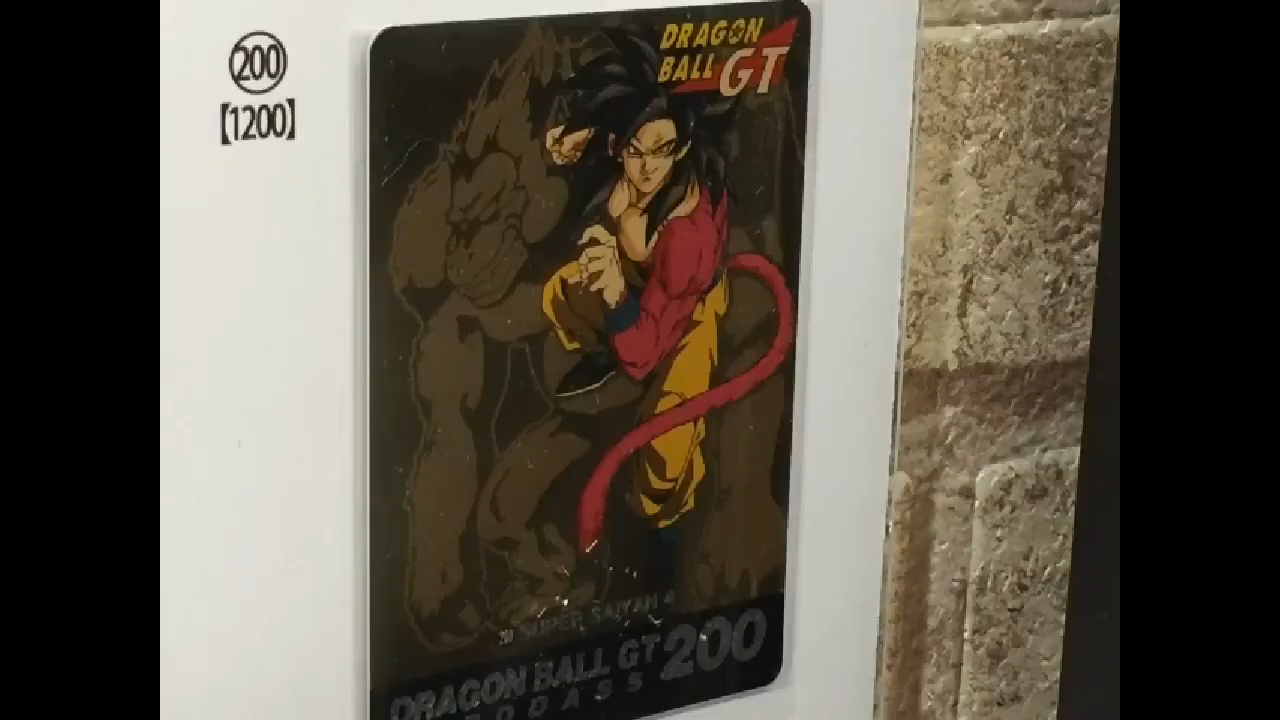 200
【1200】
DRAGON
BALL GT
SUPER SAIYAN 4
DRAGON BALL GT 200